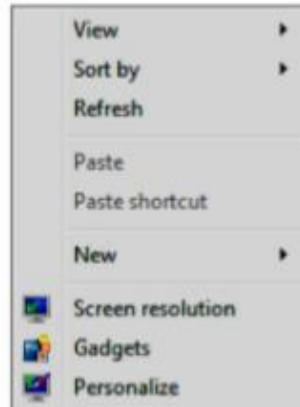 View
Sort by
Refresh
Paste
Paste shortcut
New
Screen resolution
Gadgets
Personalize